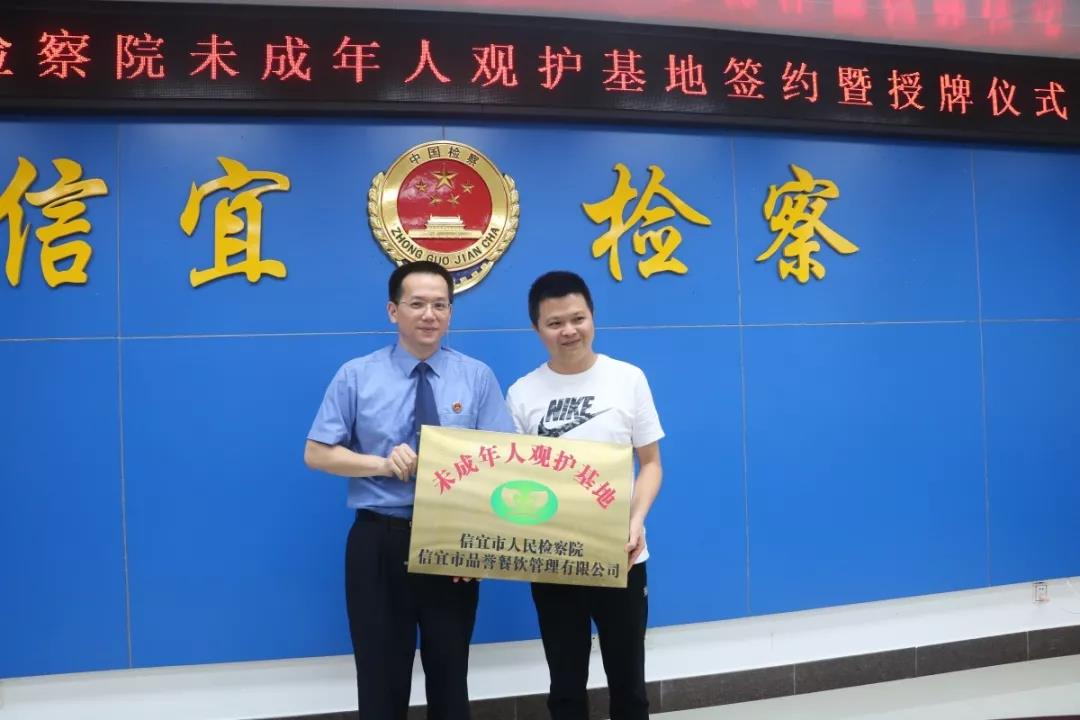 检察院未成年人观护基地签约暨授牌仪式
信宜检察
中国检察
ZHONG GUO JIAN CHA
NIKE
未成年人观护基地
信宜市人民检察院
信宜市品誉餐饮管理有限公司